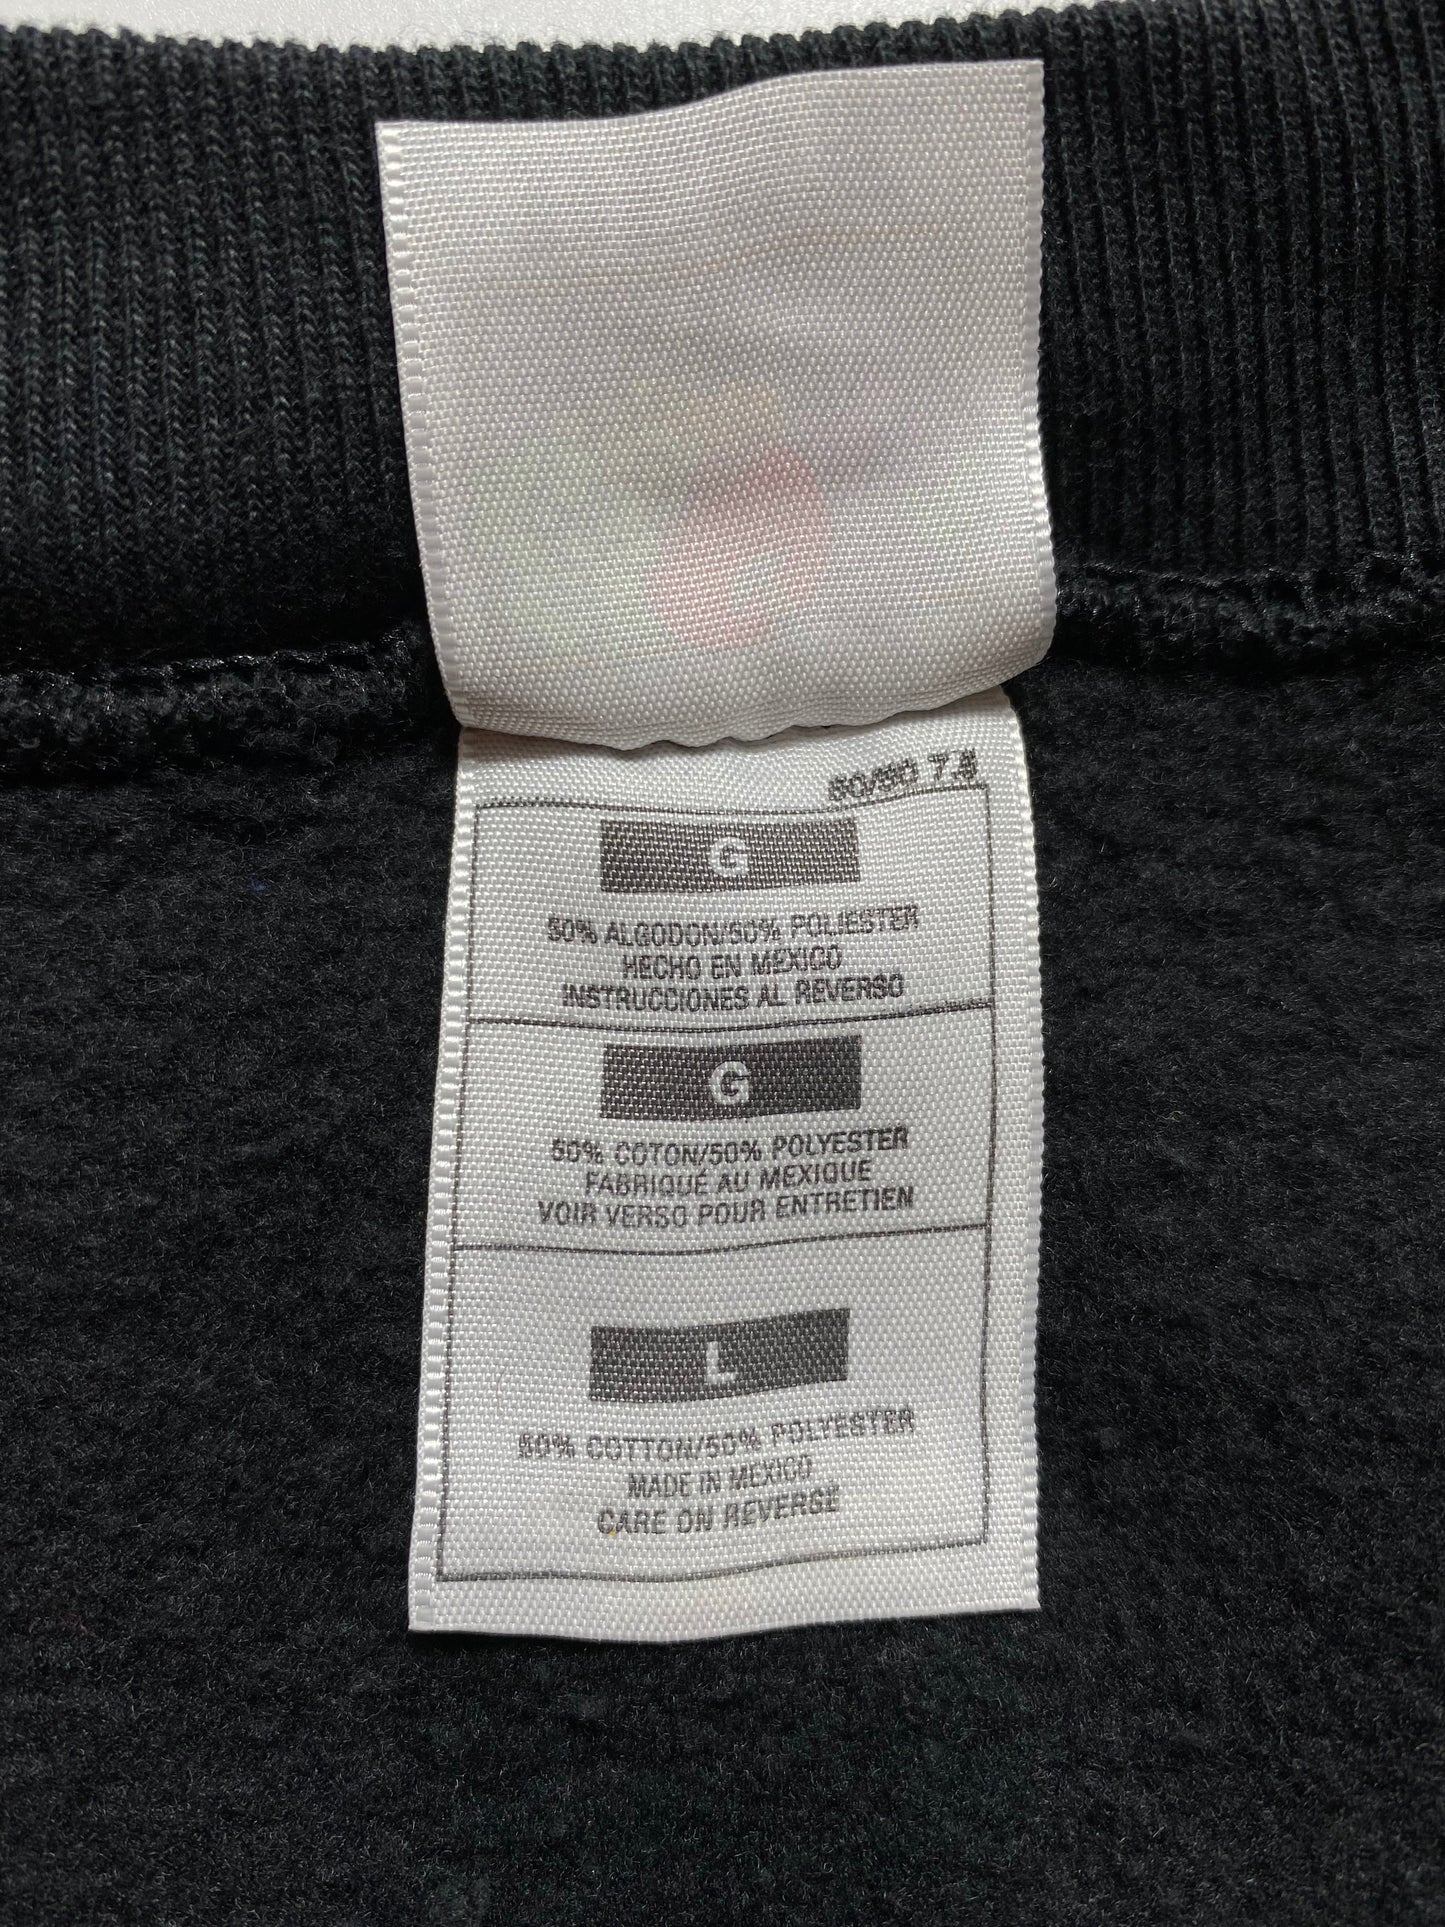 50/50 7.5
G
50% ALGODON/50% POLIESTER
HECHO EN MEXICO
INSTRUCCIONES AL REVERSO
G
50% COTON/50% POLYESTER
FABRIQUÉ AU MEXIQUE
VOIR VERSO POUR ENTRETIEN
L
50% COTTON/50% POLYESTER
MADE IN MEXICO
CARE ON REVERSE